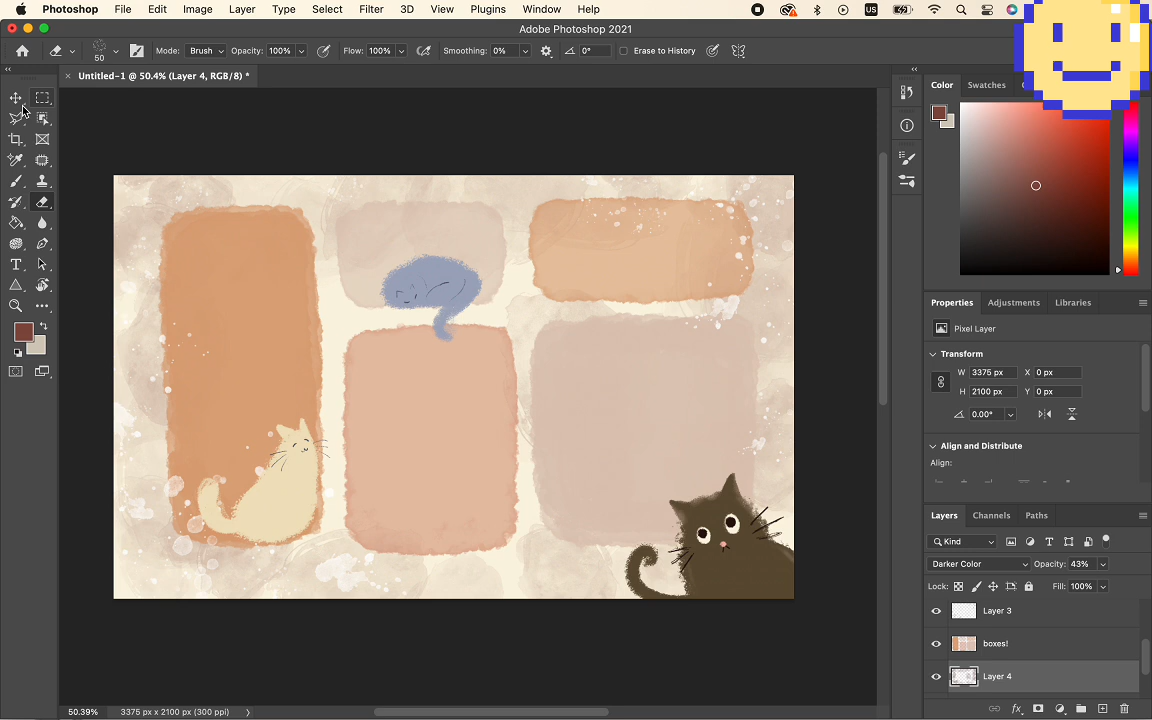 Photoshop File Edit Image Layer Type Select Filter 3D View Plugins Window Help US
Adobe Photoshop 2021
50 Mode: Brush Opacity: 100% Flow: 100% Smoothing: 0% 0° Erase to History
× Untitled-1 @ 50.4% (Layer 4, RGB/8) *
Color Swatches
Properties Adjustments Libraries
Pixel Layer
Transform
W 3375 px X 0 px
H 2100 px Y 0 px
0.00°
Align and Distribute
Align:
Layers Channels Paths
Kind
Darker Color Opacity: 43%
Lock: Fill: 100%
Layer 3
boxes!
Layer 4
fx
50.39% 3375 px x 2100 px (300 ppi)